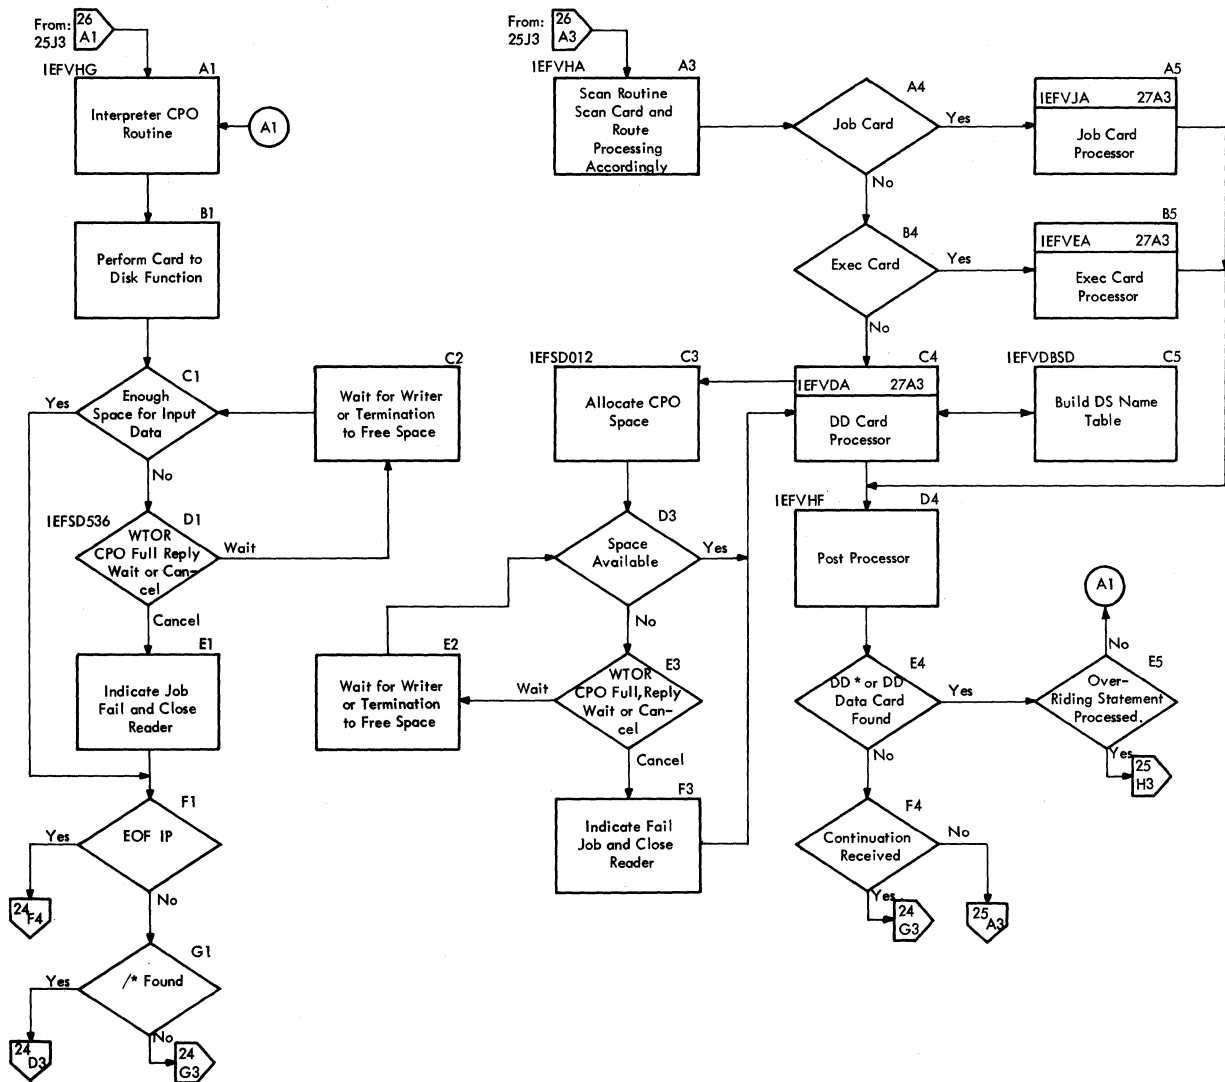 From:
25J3
26
A1
IEFVHG
A1
Interpreter CPO
Routine
A1
B1
Perform Card to
Disk Function
C1
Enough
Space for Input
Data
Yes
No
C2
Wait for Writer
or Termination
to Free Space
IEFSD536
D1
WTOR
CPO Full Reply
Wait or Can-
cel
Wait
Cancel
E1
Indicate Job
Fail and Close
Reader
F1
EOF IP
Yes
No
24
F4
G1
/* Found
Yes
No
24
D3
24
G3
From:
25J3
26
A3
IEFVHA
A3
Scan Routine
Scan Card and
Route
Processing
Accordingly
A4
Job Card
Yes
No
A5
IEFVJA 27A3
Job Card
Processor
B4
Exec Card
Yes
No
B5
IEFVEA 27A3
Exec Card
Processor
IEFSD012
C3
Allocate CPO
Space
C4
IEFVDA 27A3
DD Card
Processor
IEFVDBSD
C5
Build DS Name
Table
D3
Space
Available
Yes
No
IEFVHF
D4
Post Processor
E2
Wait for Writer
or Termination
to Free Space
E3
WTOR
CPO Full, Reply
Wait or Can-
cel
Wait
Cancel
F3
Indicate Fail
Job and Close
Reader
E4
DD * or DD
Data Card
Found
Yes
No
A1
No
E5
Over-
Riding Statement
Processed.
Yes
25
H3
F4
Continuation
Received
No
Yes
24
G3
25
A3